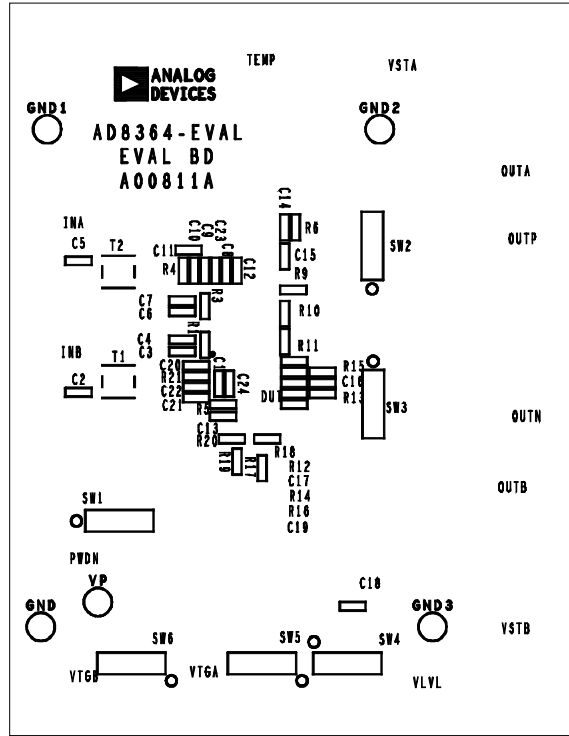 TEMP
VSTA
ANALOG
DEVICES
GND1
GND2
AD8364-EVAL
EVAL BD
A00811A
OUTA
C14
INA
C10
C9
C23
R6
OUTP
C5
T2
C11
C8
C15
SW2
R4
C12
R9
C7
C6
R3
R10
C4
C3
R11
INB
T1
C20
R21
C22
C21
C24
DUT
R15
C16
R13
C2
R5
SW3
C13
R20
OUTN
R18
R19
R17
R12
C17
R14
R16
C19
OUTB
SW1
PWDN
VP
C18
GND
GND3
VSTB
SW6
SW5
SW4
VTGB
VTGA
VLVL